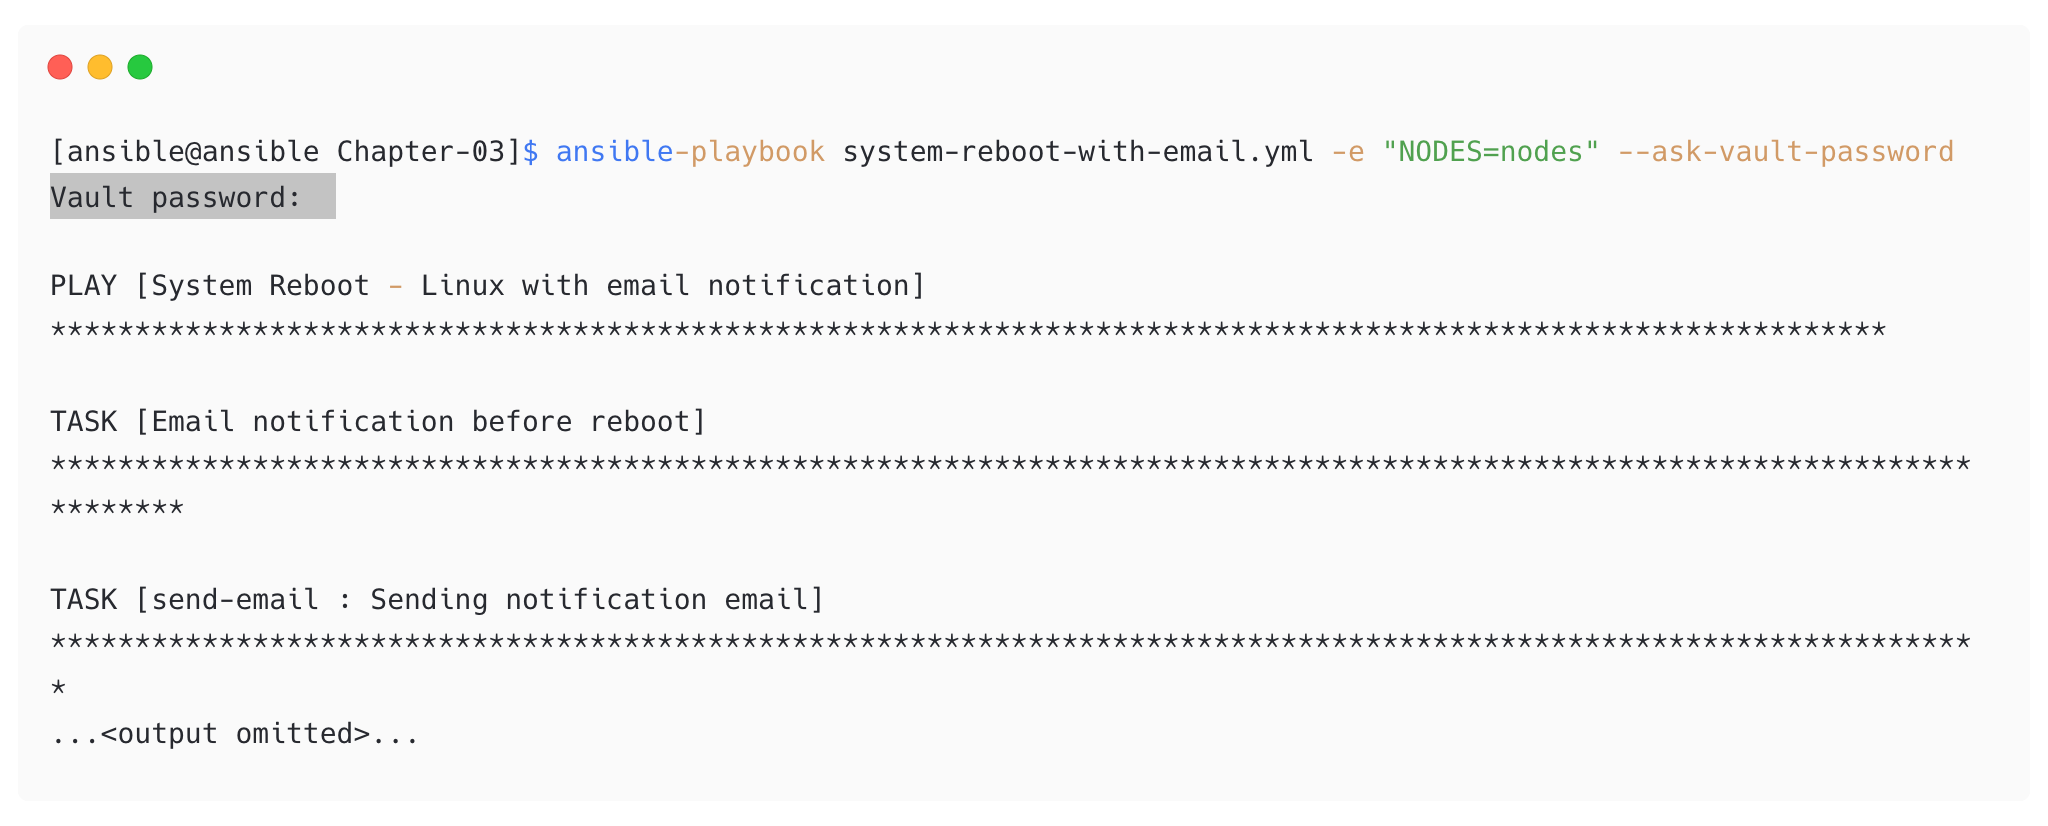 [ansible@ansible Chapter-03]$ ansible-playbook system-reboot-with-email.yml -e "NODES=nodes" --ask-vault-password
Vault password:
PLAY [System Reboot - Linux with email notification]
*************************************************************************************************************
TASK [Email notification before reboot]
******************************************************************************************************************
********
TASK [send-email : Sending notification email]
******************************************************************************************************************
*
...<output omitted>...